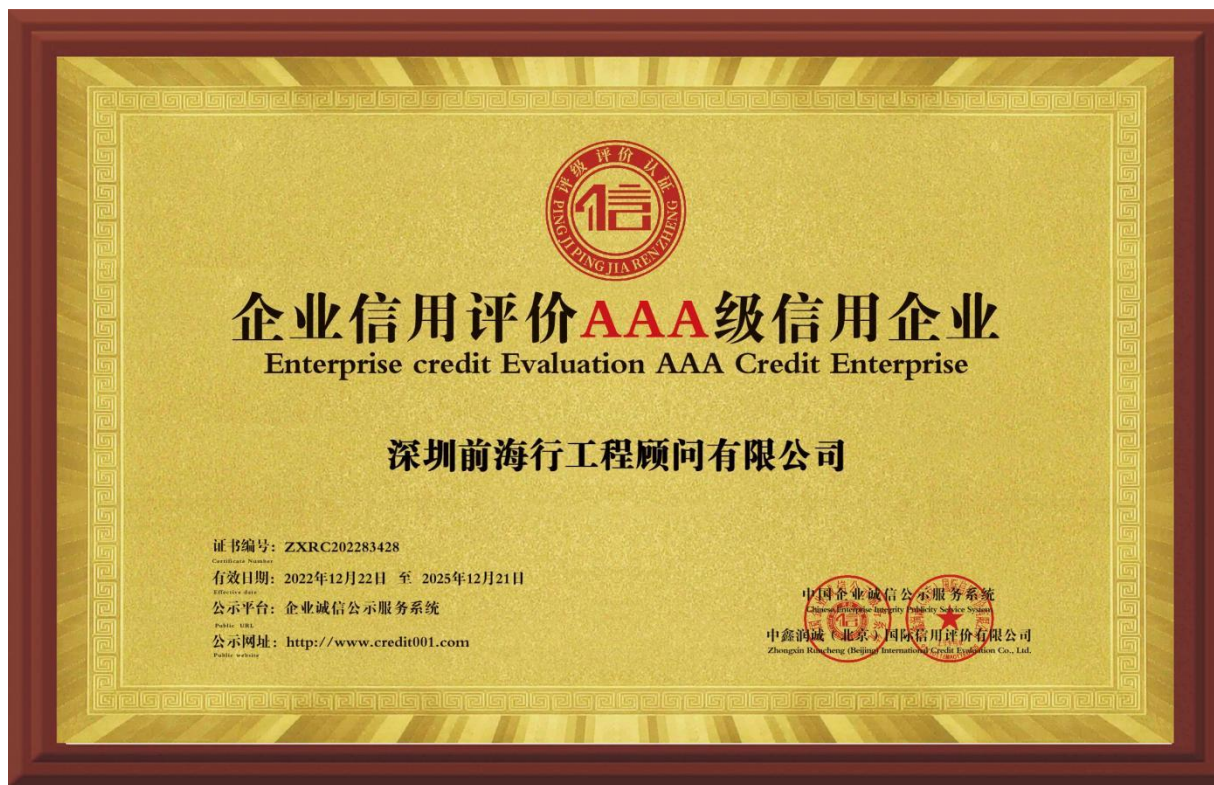 评级评价认证
信
PINGJI PINGJIA RENZHENG
企业信用评价AAA级信用企业
Enterprise credit Evaluation AAA Credit Enterprise
深圳前海行工程顾问有限公司
证书编号：ZXRC202283428
Certificate Number
有效日期：2022年12月22日 至 2025年12月21日
Effective date
公示平台：企业诚信公示服务系统
Public URL
公示网址：http://www.credit001.com
Public website
中国企业诚信公示服务系统
Chinese Enterprise Integrity Publicity Service System
中鑫润诚（北京）国际信用评价有限公司
Zhongxin Runcheng (Beijing) International Credit Evaluation Co., Ltd.